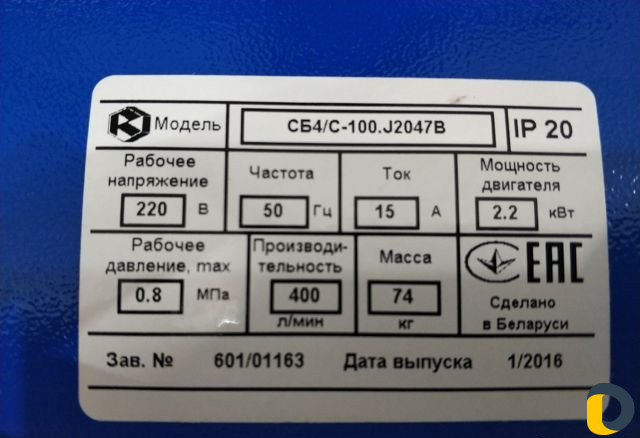 Модель СБ4/С-100.J2047В IP 20
Рабочее напряжение 220 В
Частота 50 Гц
Ток 15 А
Мощность двигателя 2.2 кВт
Рабочее давление, max 0.8 МПа
Производи-
тельность 400 л/мин
Масса 74 кг
ЕАС
Сделано
в Беларуси
Зав. № 601/01163 Дата выпуска 1/2016